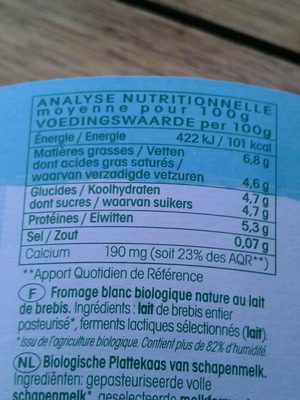 ANALYSE NUTRITIONNELLE
moyenne pour 100g
VOEDINGSWAARDE per 100g
Énergie / Energie 422 kJ / 101 kcal
Matières grasses / Vetten 6,8 g
dont acides gras saturés /
waarvan verzadigde vetzuren 4,6 g
Glucides / Koolhydraten 4,7 g
dont sucres / waarvan suikers 4,7 g
Protéines / Eiwitten 5,3 g
Sel / Zout 0,07 g
Calcium 190 mg (soit 23% des AQR**)
**Apport Quotidien de Référence
F Fromage blanc biologique nature au lait
de brebis. Ingrédients : lait de brebis entier
pasteurisé*, ferments lactiques sélectionnés (lait).
*Issu de l'agriculture biologique. Contient plus de 82% d'humidité.
NL Biologische Plattekaas van schapenmelk.
Ingrediënten: gepasteuriseerde volle
schapenmelk*, geselecteerde